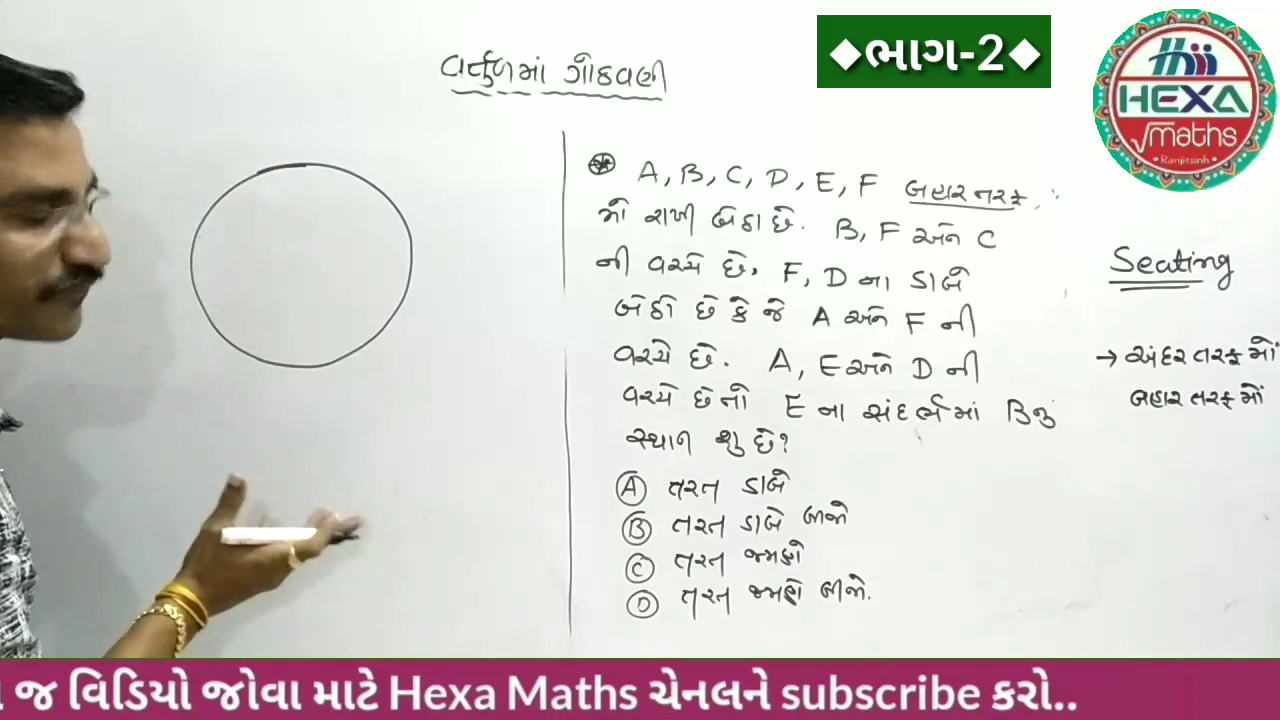 ◆ભાગ-2◆
HEXA
√maths
• Ranjitsinh •
વર્તુળમાં ગોઠવણી
A, B, C, D, E, F બહાર તરફ
મોં રાખી બેઠા છે. B, F અને C
ની વચ્ચે છે. F, D ના ડાબે
બેઠો છે કે જે A અને F ની
વચ્ચે છે. A, E અને D ની
વચ્ચે છે તો E ના સંદર્ભમાં B નું
સ્થાન શું છે?
A તરત ડાબે
B તરત ડાબે બીજો
C તરત જમણે
D તરત જમણે બીજો.
Seating
→ અંદર તરફ મોં
બહાર તરફ મોં
જ વિડિયો જોવા માટે Hexa Maths ચેનલને subscribe કરો..